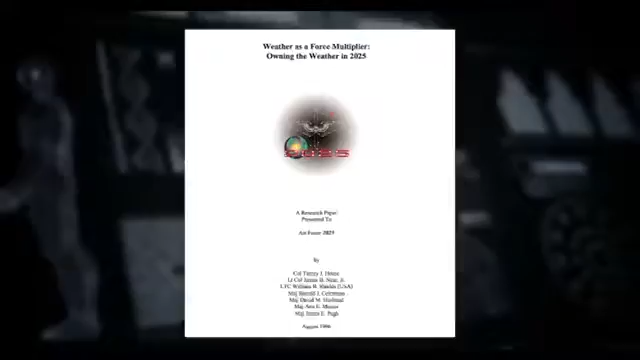 Weather as a Force Multiplier:
Owning the Weather in 2025
2025
A Research Paper
Presented To
Air Force 2025
By
Col Tamzy J. House
Lt Col James B. Near, Jr.
LTC William B. Shields (USA)
Maj Ronald J. Celentano
Maj David M. Husband
Maj Ann E. Mercer
Maj James E. Pugh
August 1996